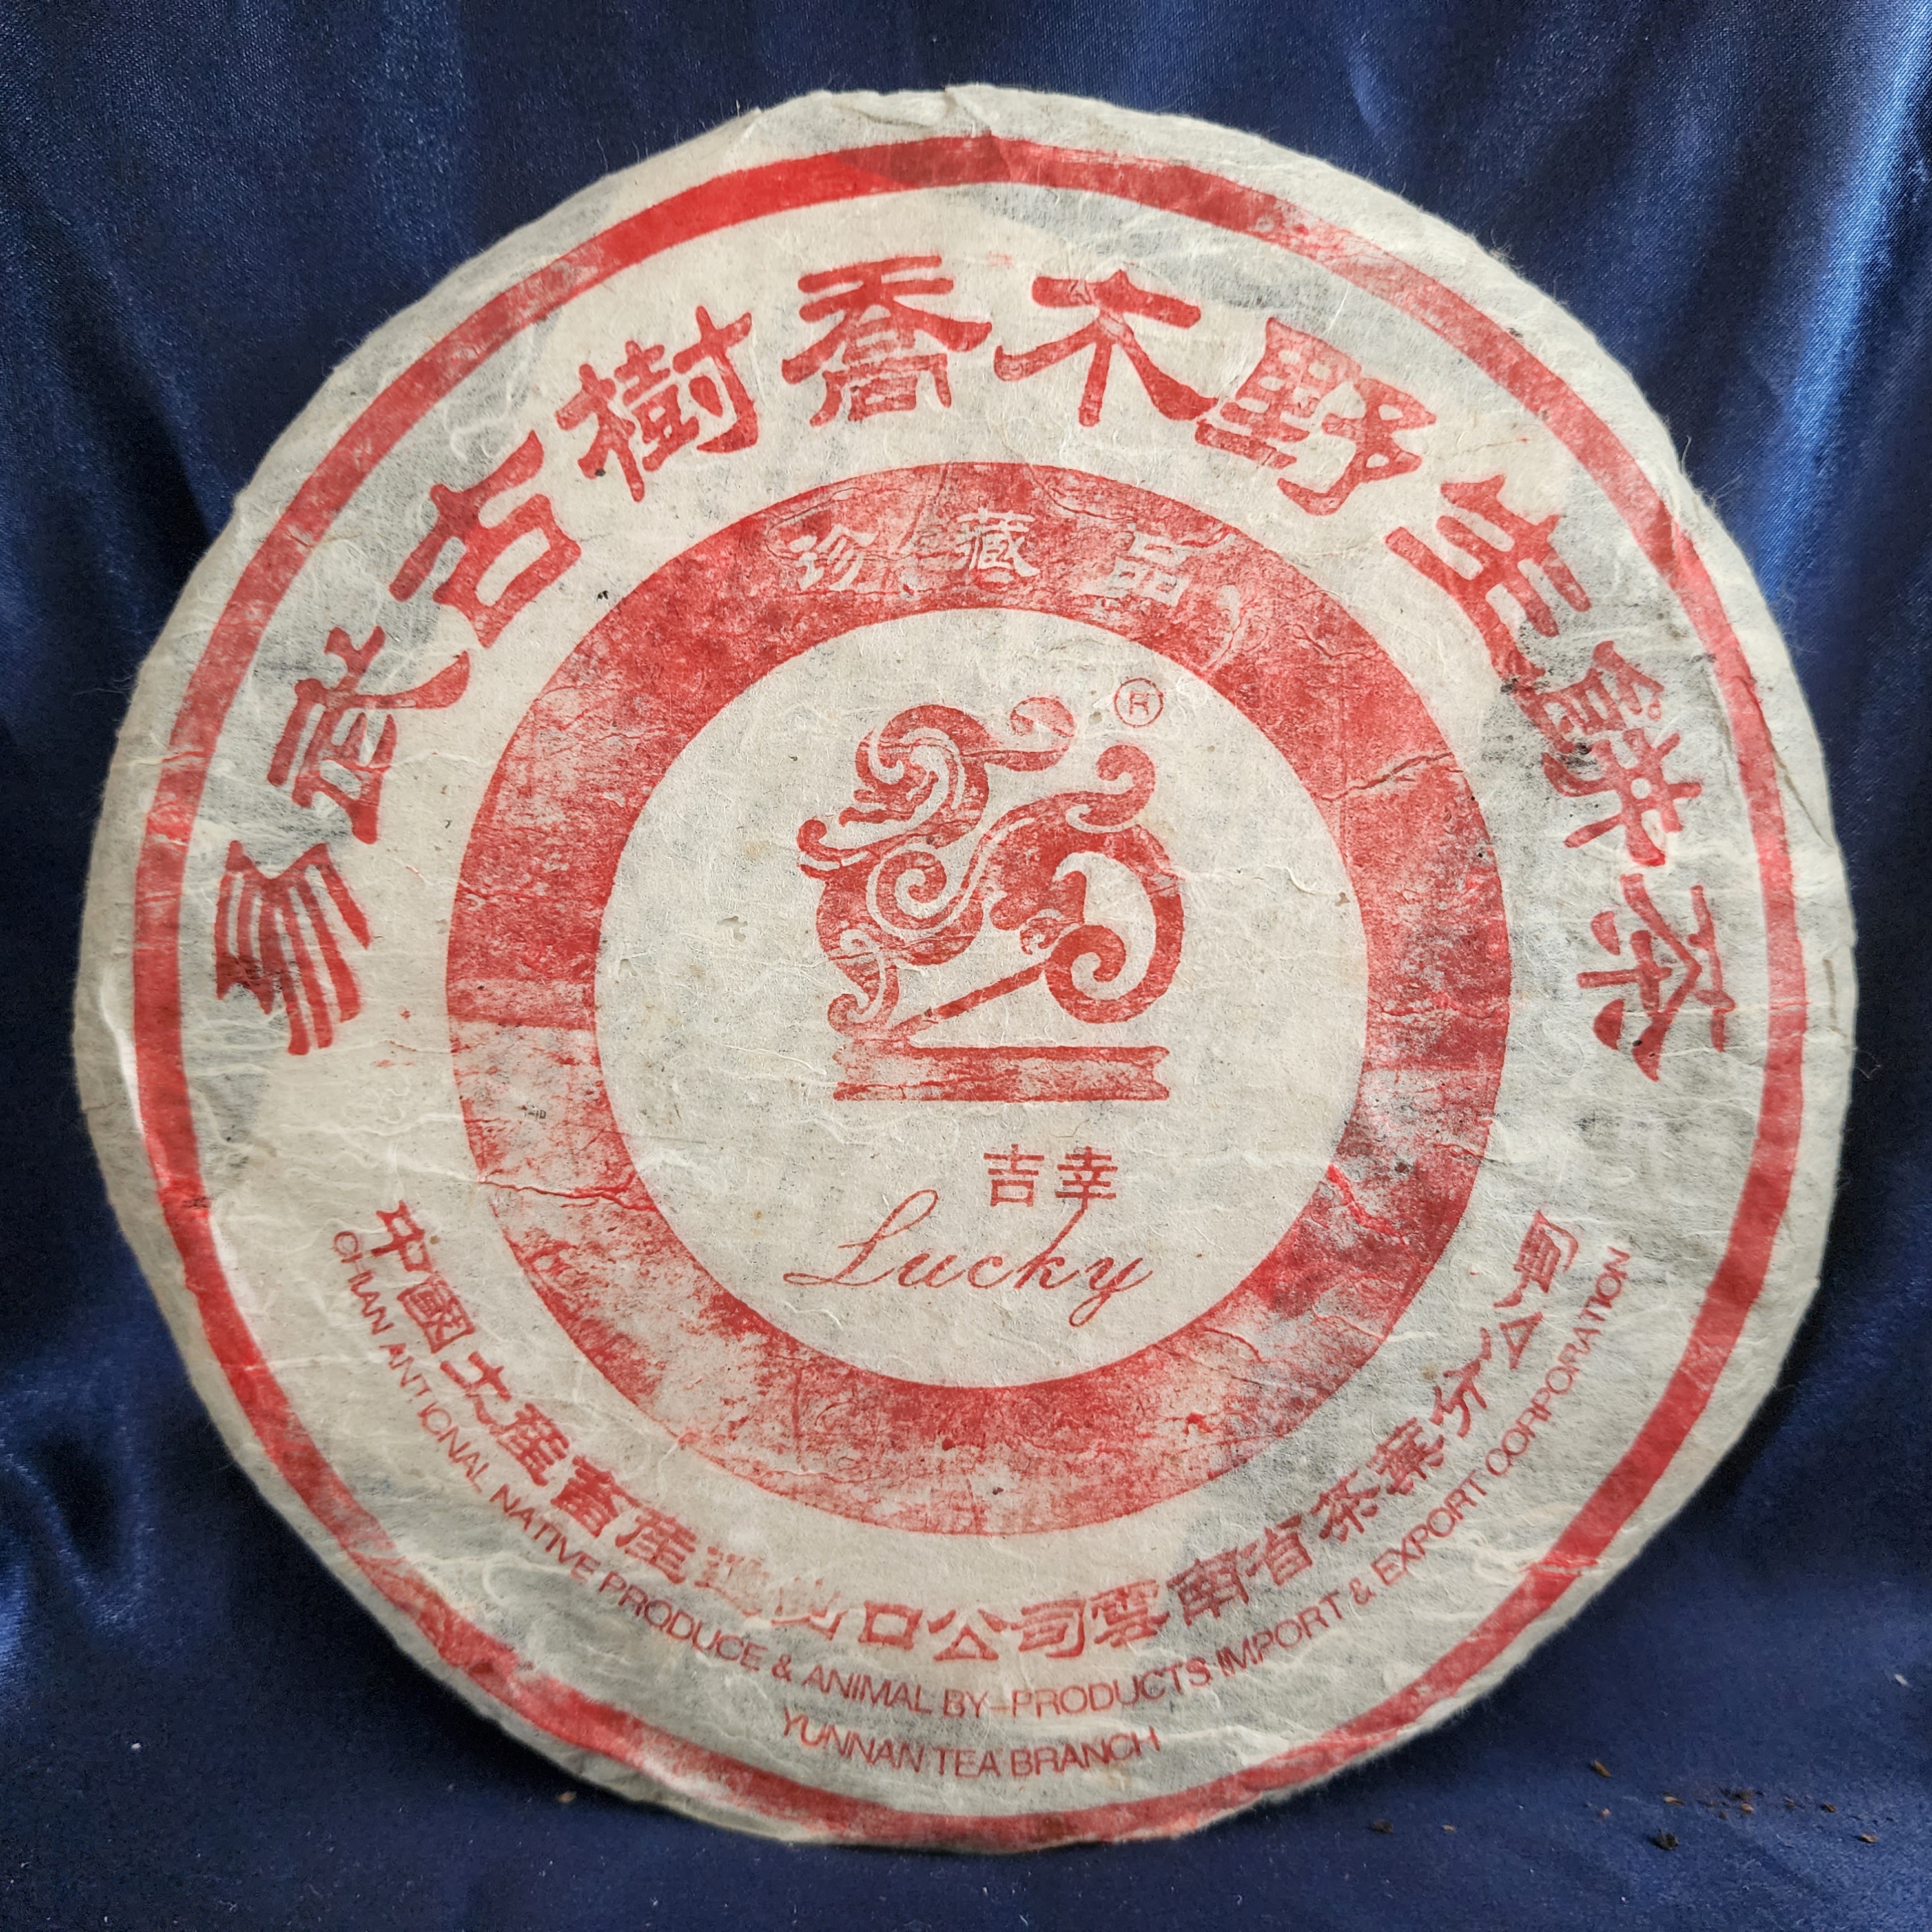 易武古樹喬木野生餅茶
珍藏品
®
吉幸
Lucky
中國土產畜產進出口公司雲南省茶葉分公司
CHINAN ANTIONAL NATIVE PRODUCE & ANIMAL BY-PRODUCTS IMPORT & EXPORT CORPORATION
YUNNAN TEA BRANCH